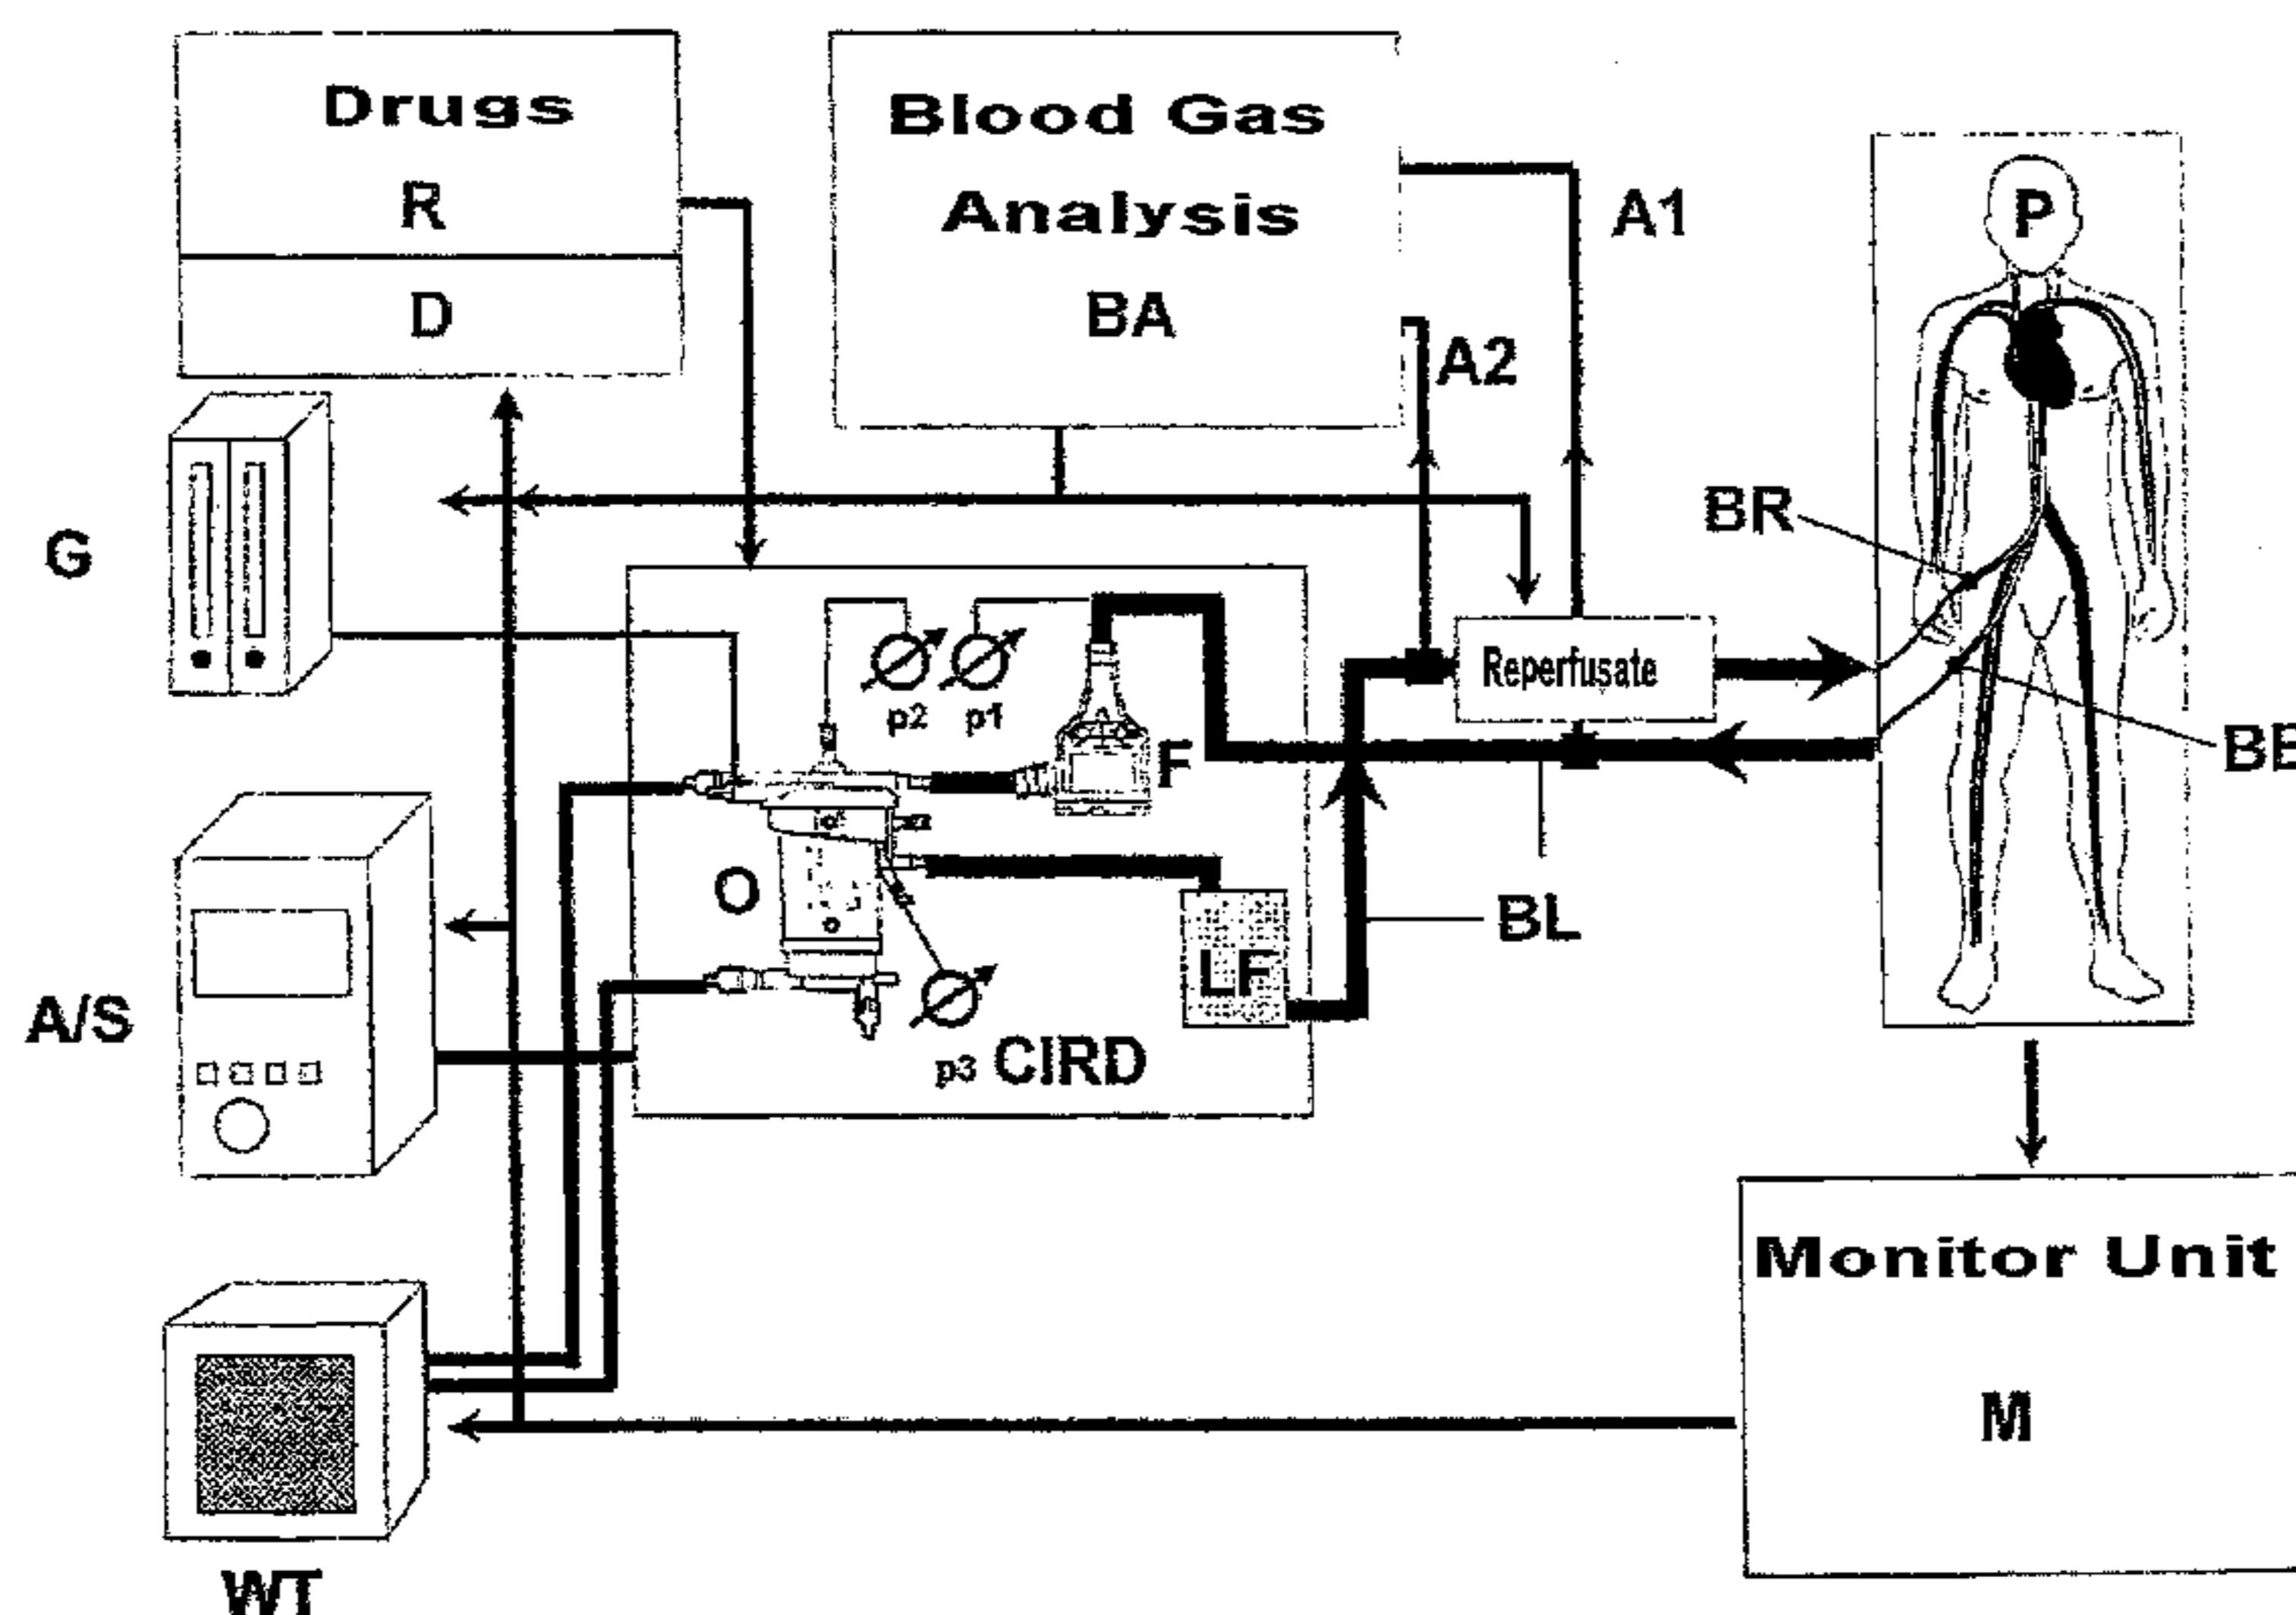 Drugs
R
D
Blood Gas
Analysis
BA
A1
A2
P
G
BR
Reperfusate
p2
p1
F
BE
O
BL
LF
A/S
p3
CIRD
Monitor Unit
M
WT